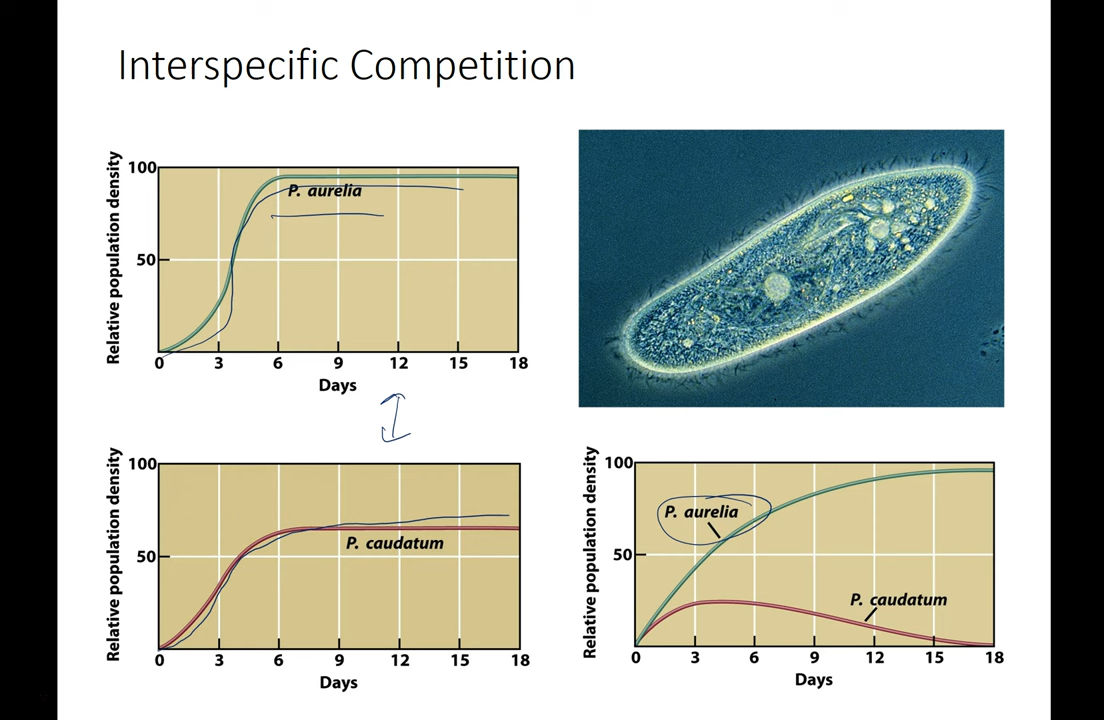 Interspecific Competition
Relative population density
100
50
P. aurelia
0 3 6 9 12 15 18
Days
Relative population density
100
50
P. caudatum
0 3 6 9 12 15 18
Days
Relative population density
100
50
P. aurelia
P. caudatum
0 3 6 9 12 15 18
Days